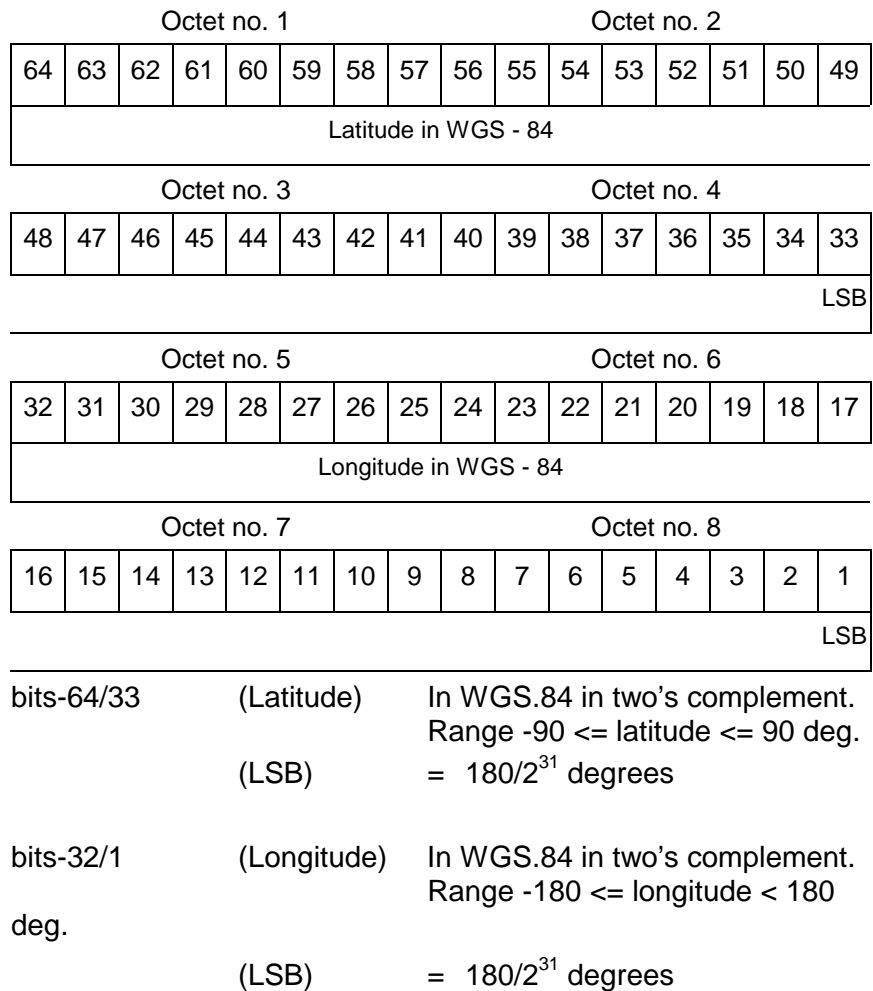 Octet no. 1 Octet no. 2
64 63 62 61 60 59 58 57 56 55 54 53 52 51 50 49
Latitude in WGS - 84
Octet no. 3 Octet no. 4
48 47 46 45 44 43 42 41 40 39 38 37 36 35 34 33
LSB
Octet no. 5 Octet no. 6
32 31 30 29 28 27 26 25 24 23 22 21 20 19 18 17
Longitude in WGS - 84
Octet no. 7 Octet no. 8
16 15 14 13 12 11 10 9 8 7 6 5 4 3 2 1
LSB
bits-64/33 (Latitude) In WGS.84 in two's complement.
Range -90 <= latitude <= 90 deg.
(LSB) = 180/2^31 degrees
bits-32/1 (Longitude) In WGS.84 in two's complement.
Range -180 <= longitude < 180
deg.
(LSB) = 180/2^31 degrees